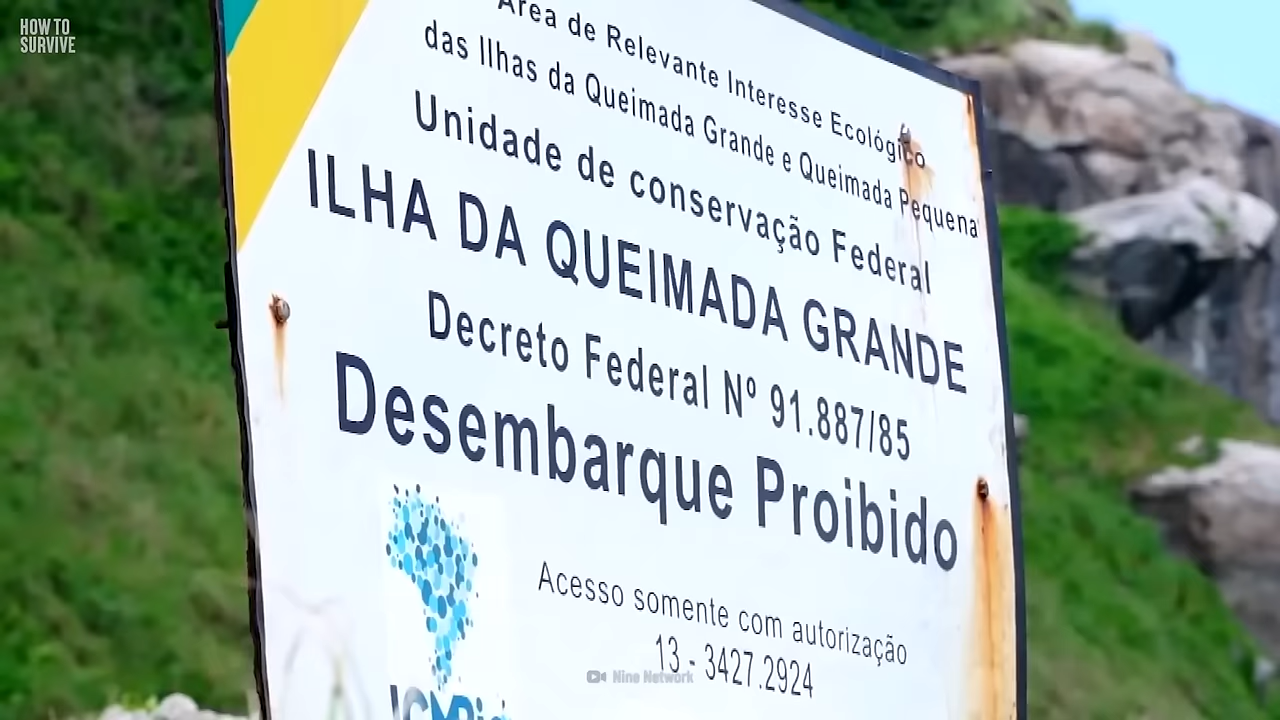 HOW TO
SURVIVE
Área de Relevante Interesse Ecológico
das Ilhas da Queimada Grande e Queimada Pequena
Unidade de conservação Federal
ILHA DA QUEIMADA GRANDE
Decreto Federal Nº 91.887/85
Desembarque Proibido
Acesso somente com autorização
13 - 3427.2924
Nine Network
ICMBio